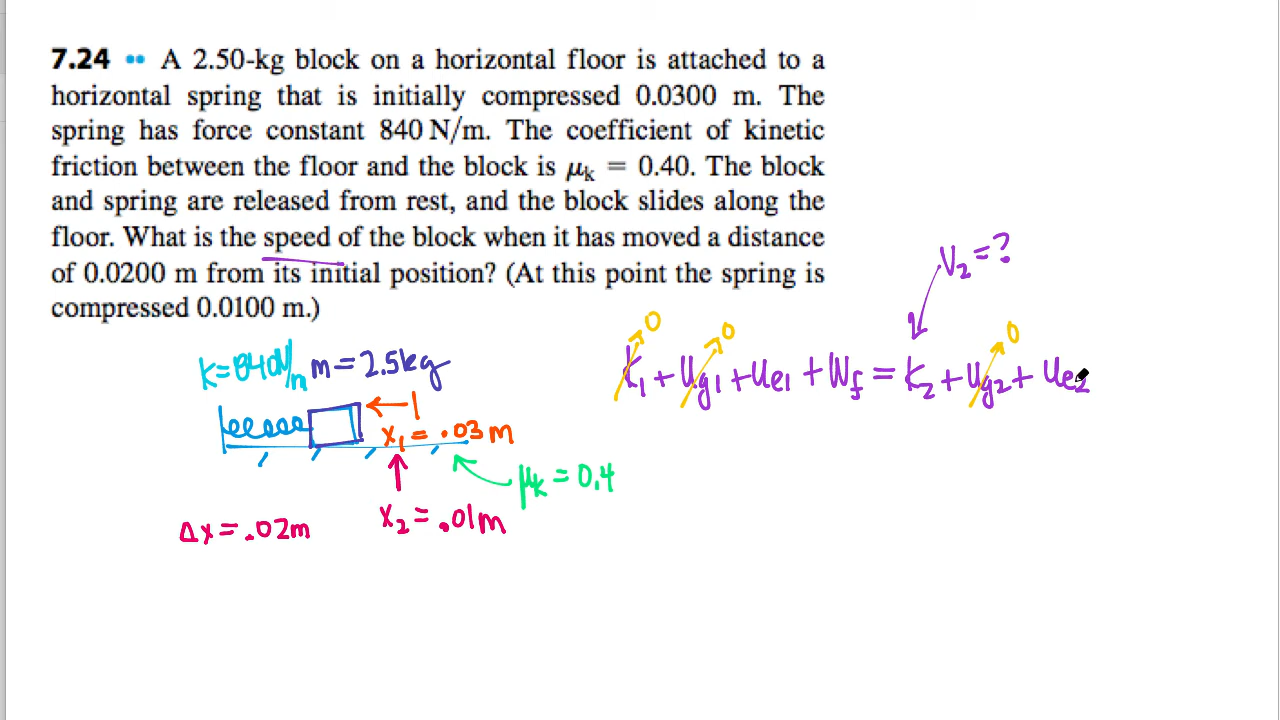 7.24 •• A 2.50-kg block on a horizontal floor is attached to a
horizontal spring that is initially compressed 0.0300 m. The
spring has force constant 840 N/m. The coefficient of kinetic
friction between the floor and the block is μk = 0.40. The block
and spring are released from rest, and the block slides along the
floor. What is the speed of the block when it has moved a distance
of 0.0200 m from its initial position? (At this point the spring is
compressed 0.0100 m.)
V2 = ?
0 0 0
K1 + Ug1 + Ue1 + Wf = K2 + Ug2 + Ue2
K=840N/m m=2.5kg
x1 = .03m
μk = 0.4
x2 = .01m
Δx = .02m